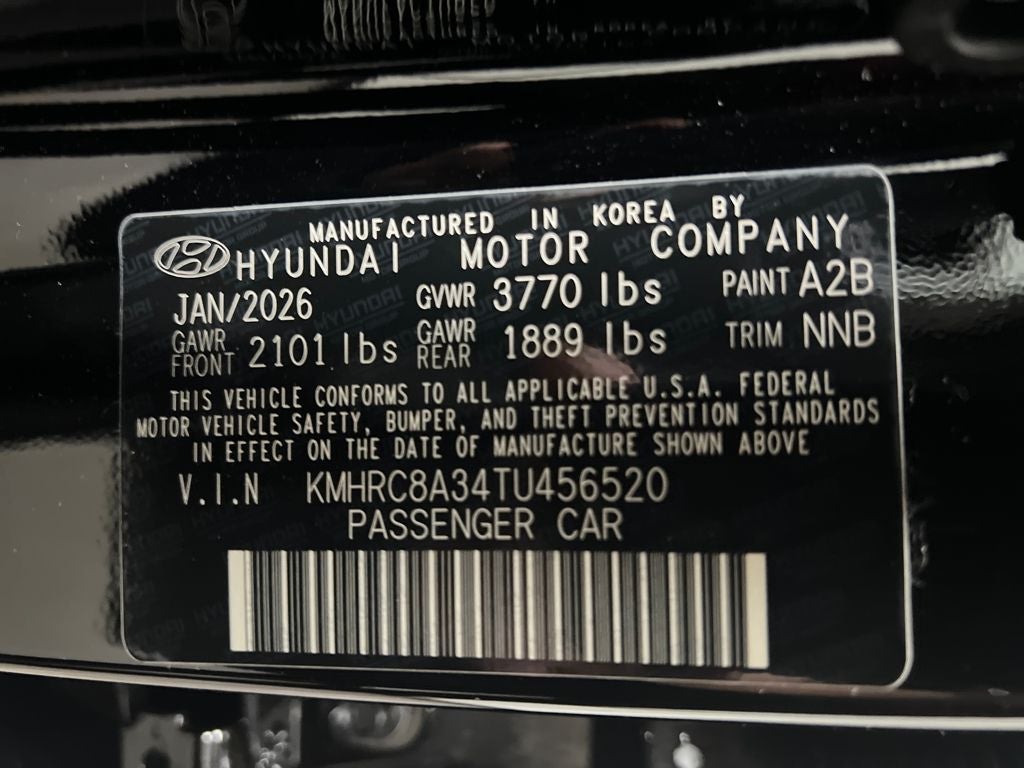 MANUFACTURED IN KOREA BY
HYUNDAI MOTOR COMPANY
JAN/2026 GVWR 3770 lbs PAINT A2B
GAWR FRONT 2101 lbs GAWR REAR 1889 lbs TRIM NNB
THIS VEHICLE CONFORMS TO ALL APPLICABLE U.S.A. FEDERAL
MOTOR VEHICLE SAFETY, BUMPER, AND THEFT PREVENTION STANDARDS
IN EFFECT ON THE DATE OF MANUFACTURE SHOWN ABOVE
V.I.N KMHRC8A34TU456520
PASSENGER CAR